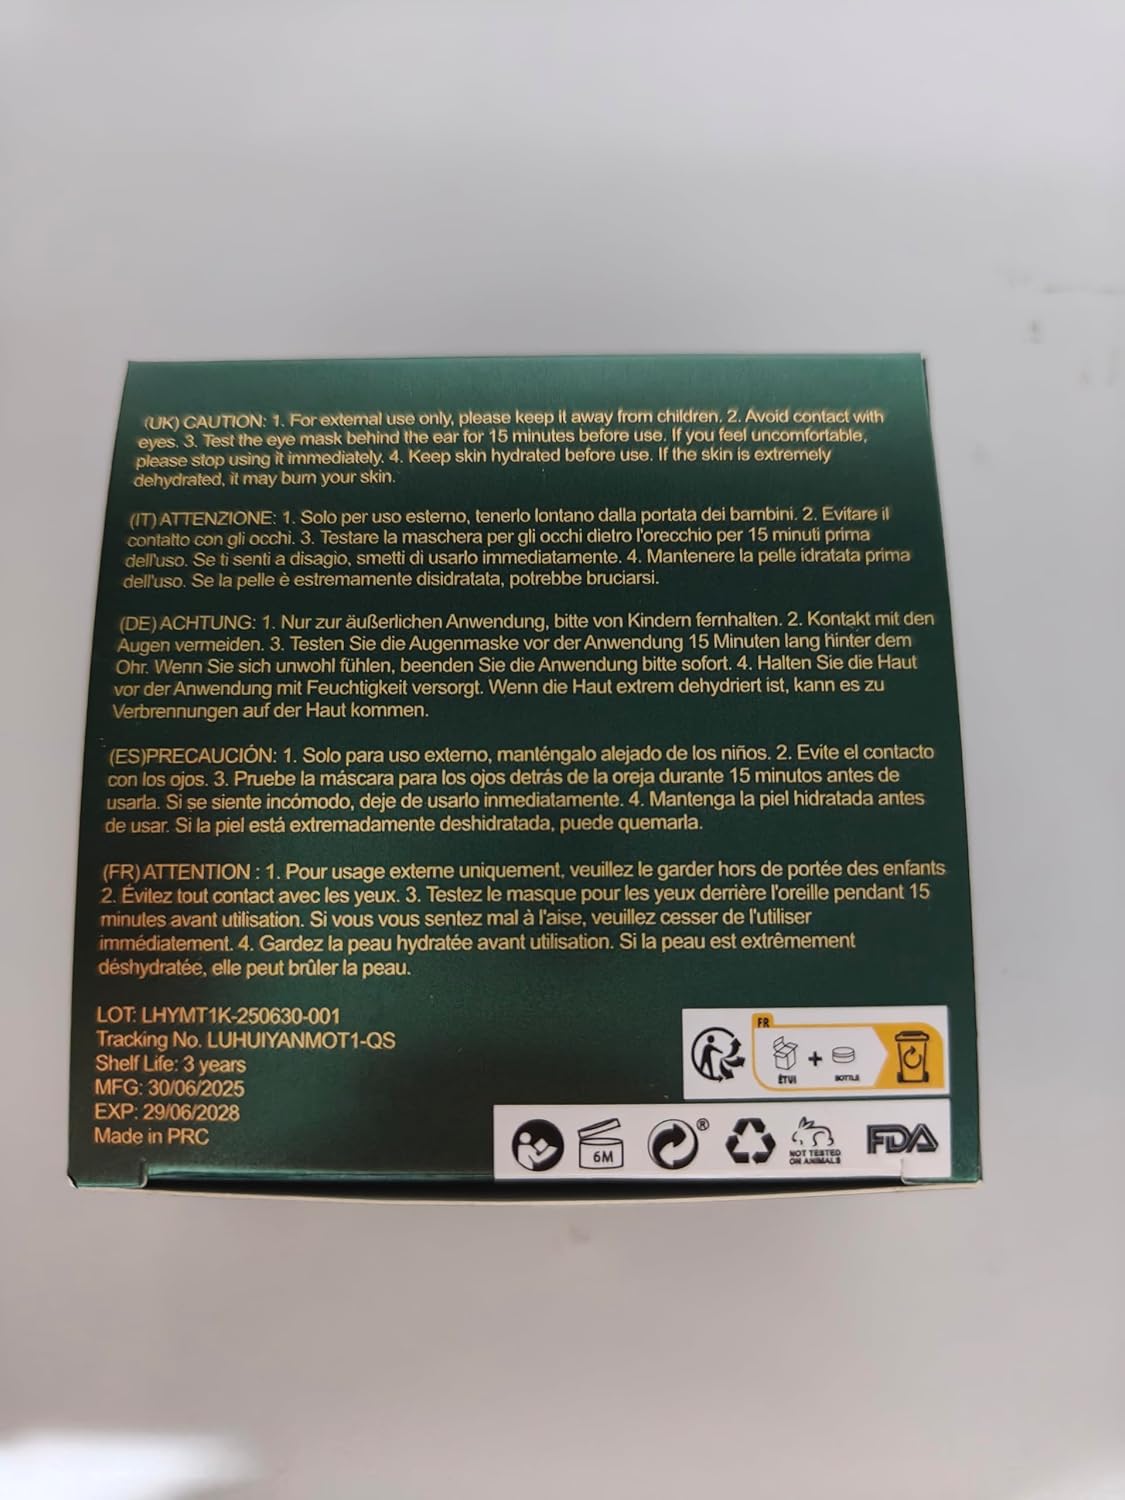 (UK) CAUTION: 1. For external use only, please keep it away from children. 2. Avoid contact with
eyes. 3. Test the eye mask behind the ear for 15 minutes before use. If you feel uncomfortable,
please stop using it immediately. 4. Keep skin hydrated before use. If the skin is extremely
dehydrated, it may burn your skin.
(IT) ATTENZIONE: 1. Solo per uso esterno, tenerlo lontano dalla portata dei bambini. 2. Evitare il
contatto con gli occhi. 3. Testare la maschera per gli occhi dietro l'orecchio per 15 minuti prima
dell'uso. Se ti senti a disagio, smetti di usarlo immediatamente. 4. Mantenere la pelle idratata prima
dell'uso. Se la pelle è estremamente disidratata, potrebbe bruciarsi.
(DE) ACHTUNG: 1. Nur zur äußerlichen Anwendung, bitte von Kindern fernhalten. 2. Kontakt mit den
Augen vermeiden. 3. Testen Sie die Augenmaske vor der Anwendung 15 Minuten lang hinter dem
Ohr. Wenn Sie sich unwohl fühlen, beenden Sie die Anwendung bitte sofort. 4. Halten Sie die Haut
vor der Anwendung mit Feuchtigkeit versorgt. Wenn die Haut extrem dehydriert ist, kann es zu
Verbrennungen auf der Haut kommen.
(ES)PRECAUCIÓN: 1. Solo para uso externo, manténgalo alejado de los niños. 2. Evite el contacto
con los ojos. 3. Pruebe la máscara para los ojos detrás de la oreja durante 15 minutos antes de
usarla. Si se siente incómodo, deje de usarlo inmediatamente. 4. Mantenga la piel hidratada antes
de usar. Si la piel está extremadamente deshidratada, puede quemarla.
(FR) ATTENTION : 1. Pour usage externe uniquement, veuillez le garder hors de portée des enfants
2. Évitez tout contact avec les yeux. 3. Testez le masque pour les yeux derrière l'oreille pendant 15
minutes avant utilisation. Si vous vous sentez mal à l'aise, veuillez cesser de l'utiliser
immédiatement. 4. Gardez la peau hydratée avant utilisation. Si la peau est extrêmement
déshydratée, elle peut brûler la peau.
LOT: LHYMT1K-250630-001
Tracking No. LUHUIYANMOT1-QS
Shelf Life: 3 years
MFG: 30/06/2025
EXP: 29/06/2028
Made in PRC
FR
ÉTUI + BOTTLE
6M
®
NOT TESTED
ON ANIMALS
FDA